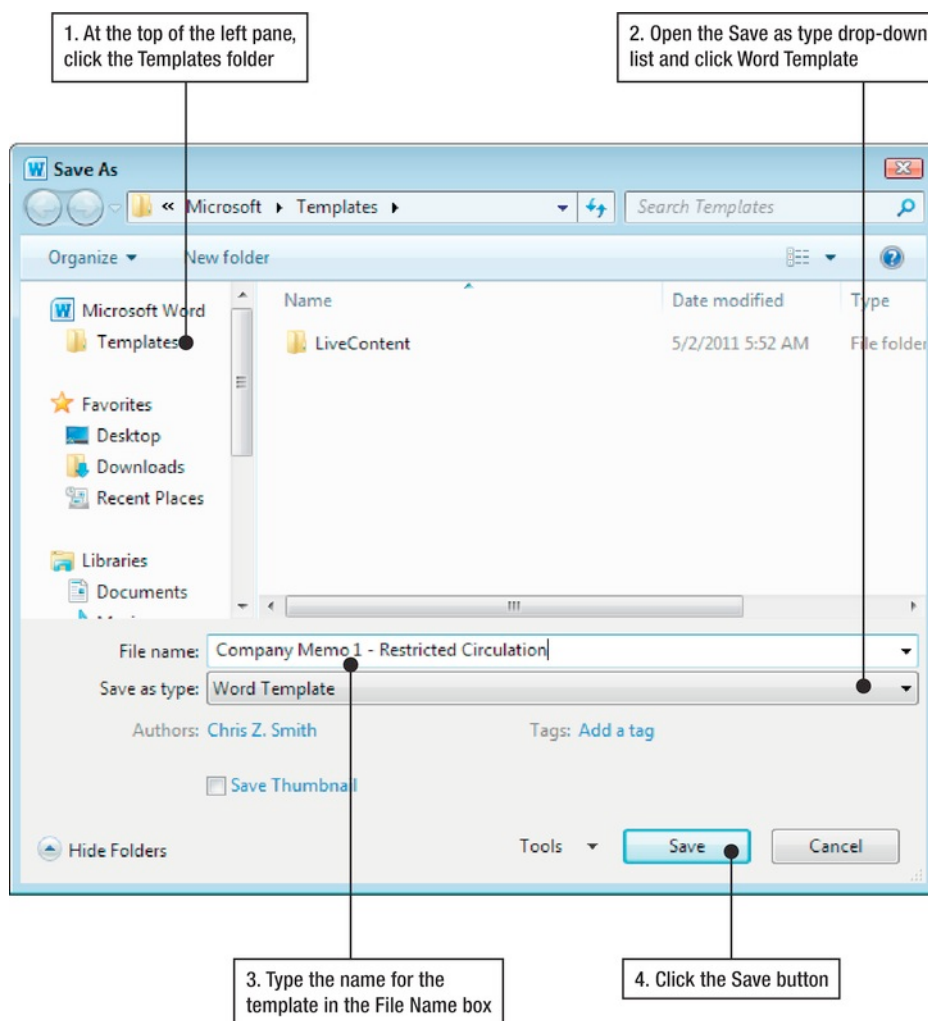 1. At the top of the left pane,
click the Templates folder
2. Open the Save as type drop-down
list and click Word Template
W Save As
« Microsoft ▸ Templates ▸
Search Templates
Organize
New folder
Microsoft Word
Templates
Favorites
Desktop
Downloads
Recent Places
Libraries
Documents
Name
Date modified
Type
LiveContent
5/2/2011 5:52 AM
File folder
File name: Company Memo 1 - Restricted Circulation
Save as type: Word Template
Authors: Chris Z. Smith
Tags: Add a tag
Save Thumbnail
Hide Folders
Tools
Save
Cancel
3. Type the name for the
template in the File Name box
4. Click the Save button